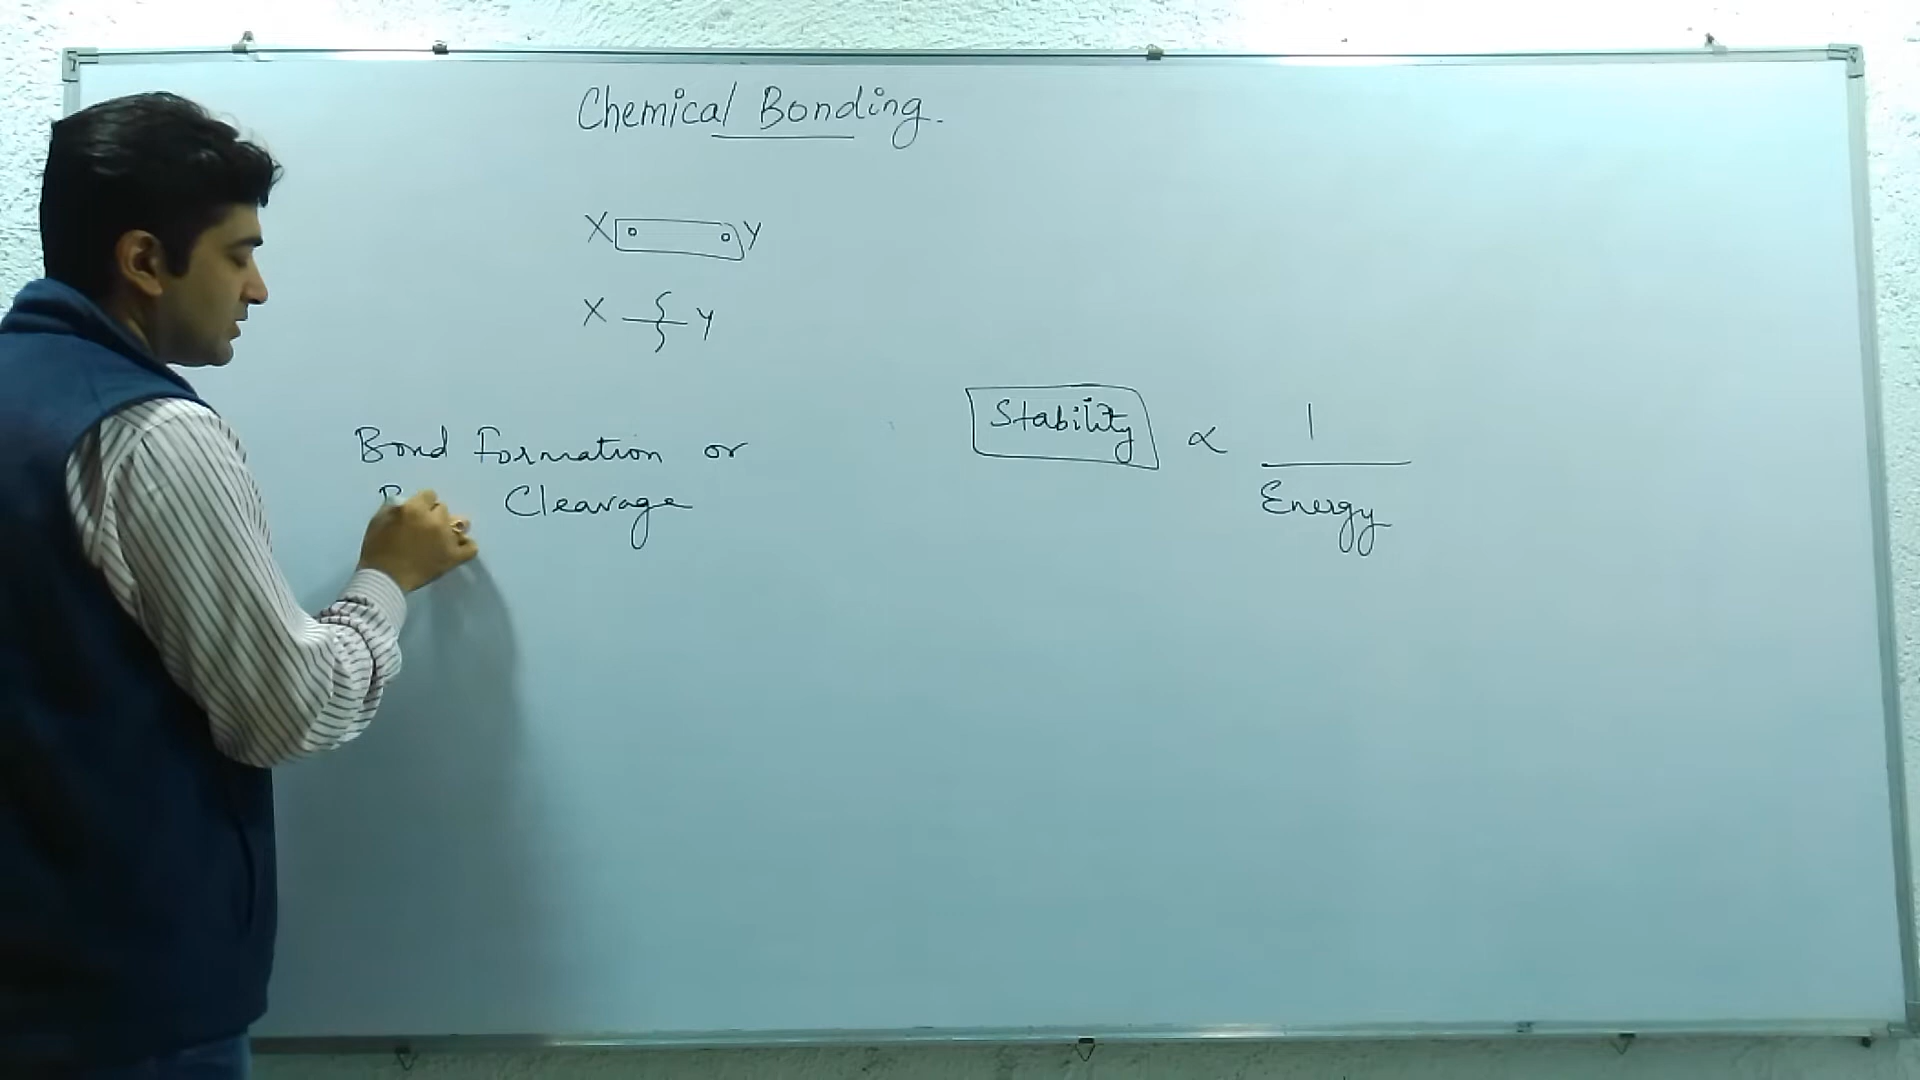 Chemical Bonding.
X Y
X Y
Bond Formation or
Cleavage
Stability ∝ 1
Energy